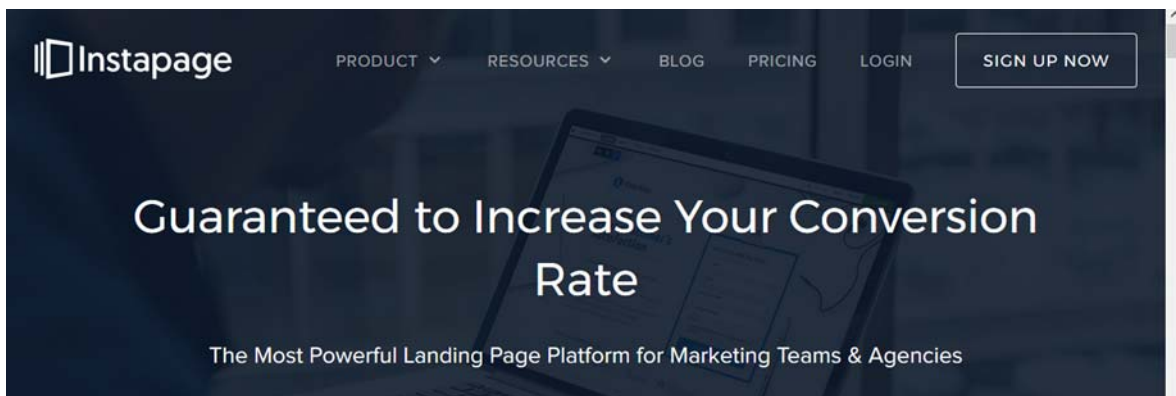 Instapage
PRODUCT RESOURCES BLOG PRICING LOGIN SIGN UP NOW
Guaranteed to Increase Your Conversion
Rate
The Most Powerful Landing Page Platform for Marketing Teams & Agencies